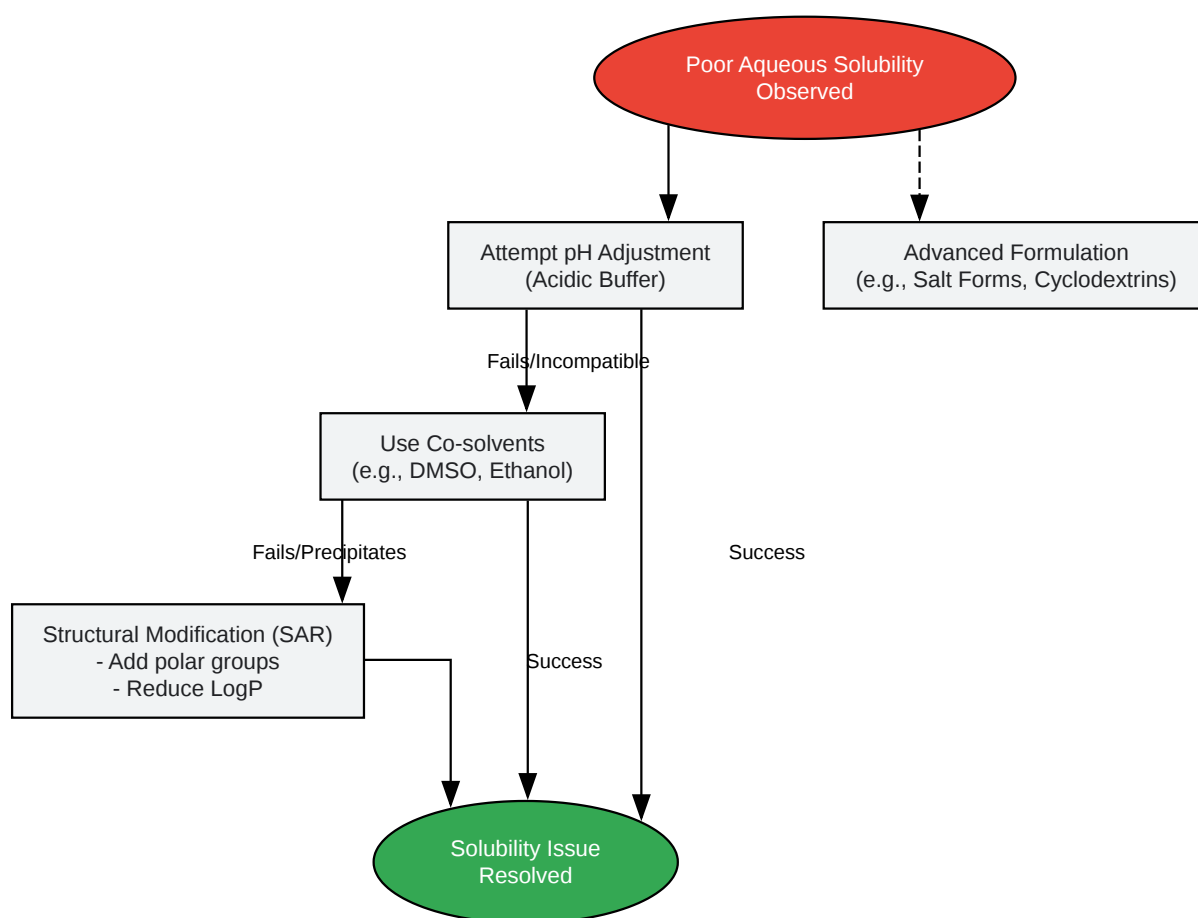 Poor Aqueous Solubility
Observed
Attempt pH Adjustment
(Acidic Buffer)
Advanced Formulation
(e.g., Salt Forms, Cyclodextrins)
Fails/Incompatible
Use Co-solvents
(e.g., DMSO, Ethanol)
Fails/Precipitates
Success
Structural Modification (SAR)
- Add polar groups
- Reduce LogP
Success
Solubility Issue
Resolved